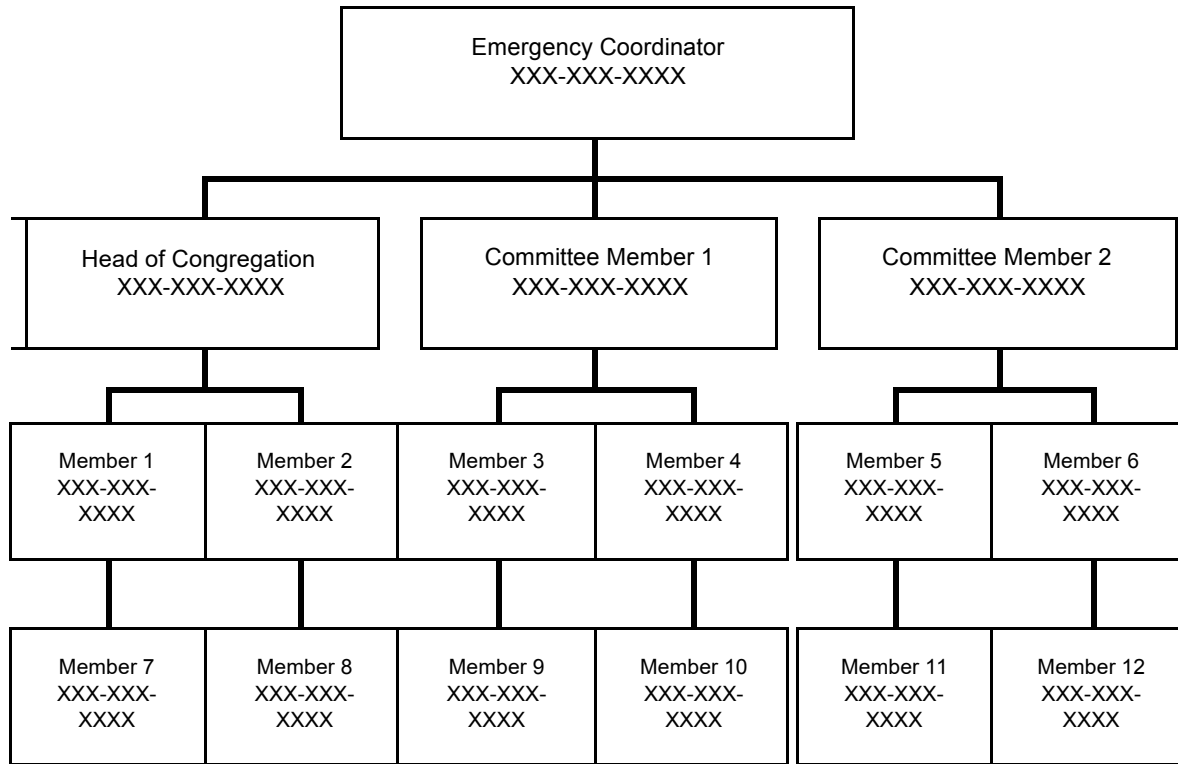 Emergency Coordinator
XXX-XXX-XXXX
Head of Congregation
XXX-XXX-XXXX
Committee Member 1
XXX-XXX-XXXX
Committee Member 2
XXX-XXX-XXXX
Member 1
XXX-XXX-
XXXX
Member 2
XXX-XXX-
XXXX
Member 3
XXX-XXX-
XXXX
Member 4
XXX-XXX-
XXXX
Member 5
XXX-XXX-
XXXX
Member 6
XXX-XXX-
XXXX
Member 7
XXX-XXX-
XXXX
Member 8
XXX-XXX-
XXXX
Member 9
XXX-XXX-
XXXX
Member 10
XXX-XXX-
XXXX
Member 11
XXX-XXX-
XXXX
Member 12
XXX-XXX-
XXXX